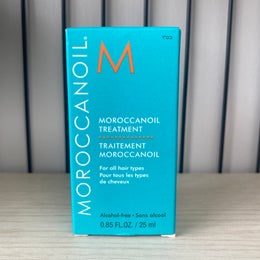 MOROCCANOIL®
M
MOROCCANOIL
TREATMENT
TRAITEMENT
MOROCCANOIL
For all hair types
Pour tous les types
de cheveux
Alcohol-free • Sans alcool
0.85 FL.OZ. / 25 ml